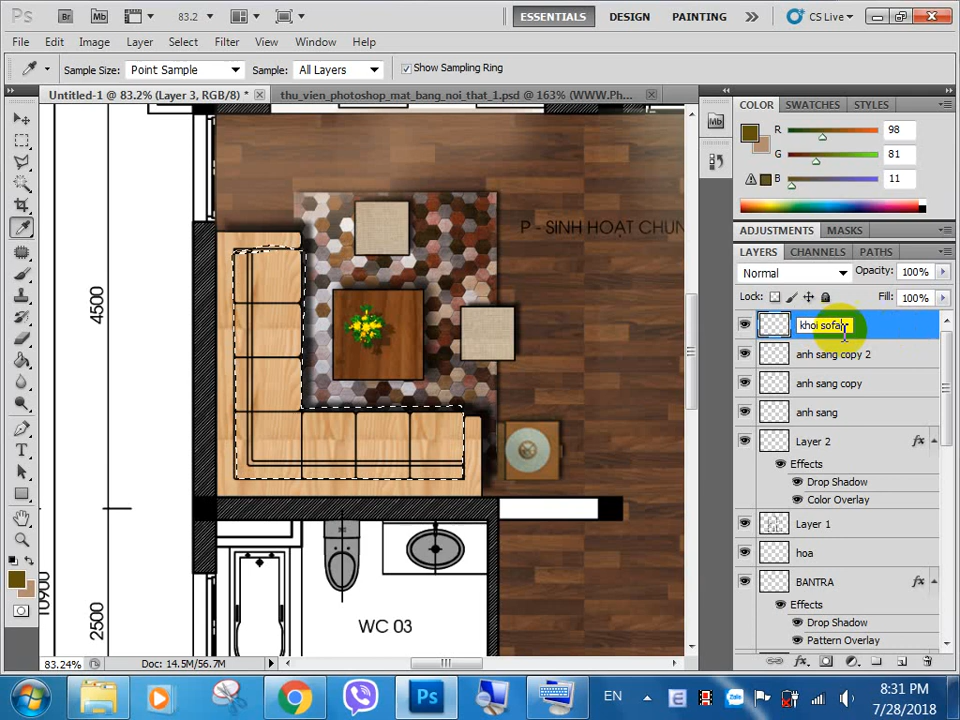 Ps Br Mb 83.2 ESSENTIALS DESIGN PAINTING CS Live
File Edit Image Layer Select Filter View Window Help
Sample Size: Point Sample Sample: All Layers Show Sampling Ring
Untitled-1 @ 83.2% (Layer 3, RGB/8) * thu_vien_photoshop_mat_bang_noi_that_1.psd @ 163% (WWW.Ph...
COLOR SWATCHES STYLES
R 98
G 81
B 11
ADJUSTMENTS MASKS
LAYERS CHANNELS PATHS
Normal Opacity: 100%
Lock: Fill: 100%
khoi sofa
anh sang copy 2
anh sang copy
anh sang
Layer 2 fx
Effects
Drop Shadow
Color Overlay
Layer 1
hoa
BANTRA fx
Effects
Drop Shadow
Pattern Overlay
P - SINH HOẠT CHUN
4500
10900
2500
WC 03
83.24% Doc: 14.5M/56.7M
Ps EN 8:31 PM
7/28/2018